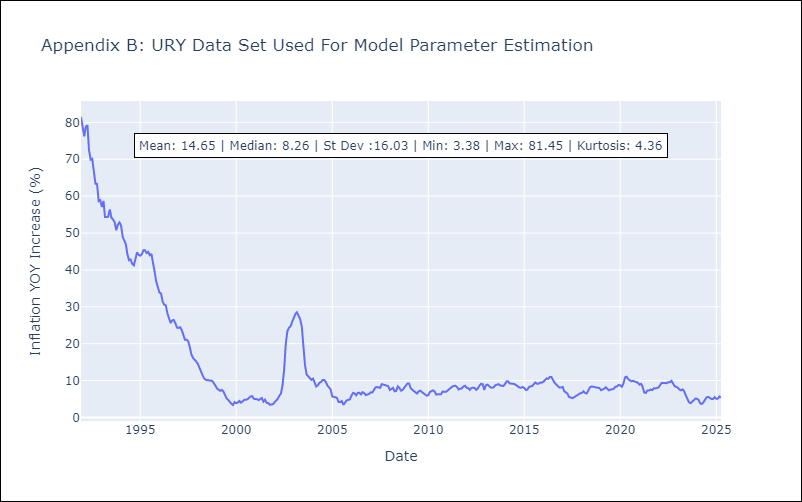 Appendix B: URY Data Set Used For Model Parameter Estimation
Mean: 14.65 | Median: 8.26 | St Dev :16.03 | Min: 3.38 | Max: 81.45 | Kurtosis: 4.36
Inflation YOY Increase (%)
80
70
60
50
40
30
20
10
0
1995 2000 2005 2010 2015 2020 2025
Date